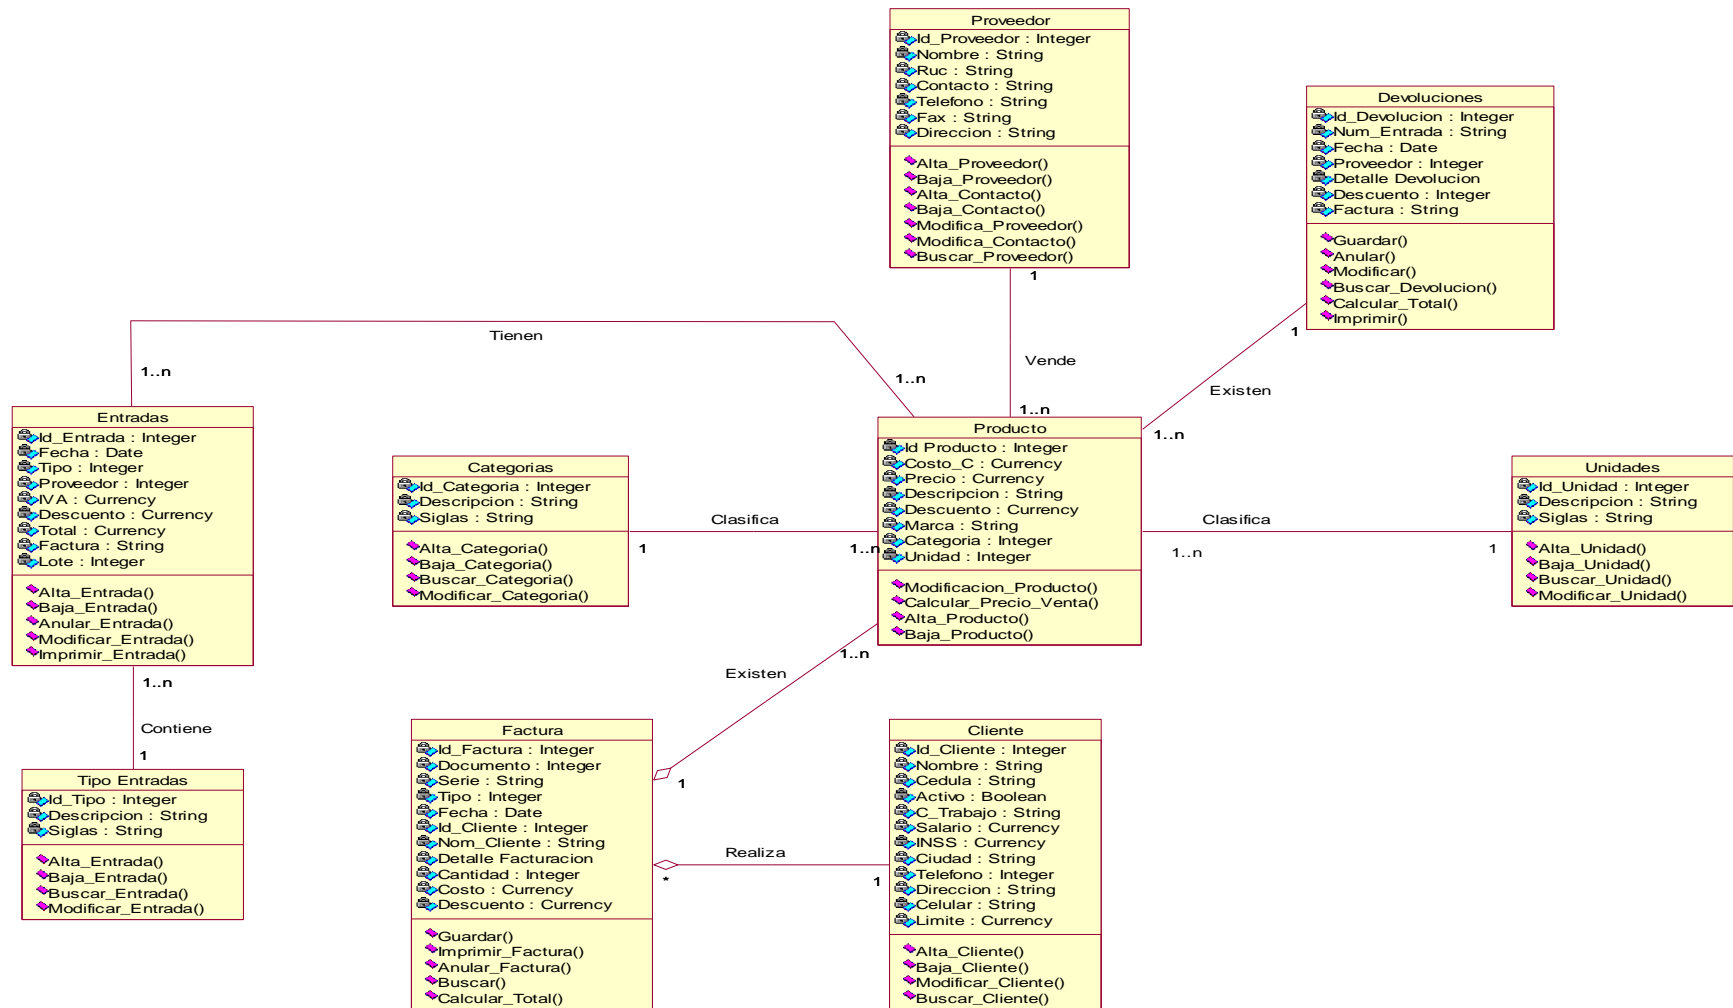 Proveedor
Id_Proveedor : Integer
Nombre : String
Ruc : String
Contacto : String
Telefono : String
Fax : String
Direccion : String
Alta_Proveedor()
Baja_Proveedor()
Alta_Contacto()
Baja_Contacto()
Modifica_Proveedor()
Modifica_Contacto()
Buscar_Proveedor()
1
Vende
1..n
Devoluciones
Id_Devolucion : Integer
Num_Entrada : String
Fecha : Date
Proveedor : Integer
Detalle Devolucion
Descuento : Integer
Factura : String
Guardar()
Anular()
Modificar()
Buscar_Devolucion()
Calcular_Total()
Imprimir()
1
Existen
1..n
Tienen
1..n
1..n
Entradas
Id_Entrada : Integer
Fecha : Date
Tipo : Integer
Proveedor : Integer
IVA : Currency
Descuento : Currency
Total : Currency
Factura : String
Lote : Integer
Alta_Entrada()
Baja_Entrada()
Anular_Entrada()
Modificar_Entrada()
Imprimir_Entrada()
1..n
Contiene
1
Tipo Entradas
Id_Tipo : Integer
Descripcion : String
Siglas : String
Alta_Entrada()
Baja_Entrada()
Buscar_Entrada()
Modificar_Entrada()
Categorias
Id_Categoria : Integer
Descripcion : String
Siglas : String
Alta_Categoria()
Baja_Categoria()
Buscar_Categoria()
Modificar_Categoria()
Clasifica
1
1..n
Producto
Id Producto : Integer
Costo_C : Currency
Precio : Currency
Descripcion : String
Descuento : Currency
Marca : String
Categoria : Integer
Unidad : Integer
Modificacion_Producto()
Calcular_Precio_Venta()
Alta_Producto()
Baja_Producto()
Clasifica
1..n
1
Unidades
Id_Unidad : Integer
Descripcion : String
Siglas : String
Alta_Unidad()
Baja_Unidad()
Buscar_Unidad()
Modificar_Unidad()
1..n
Existen
1
Factura
Id_Factura : Integer
Documento : Integer
Serie : String
Tipo : Integer
Fecha : Date
Id_Cliente : Integer
Nom_Cliente : String
Detalle Facturacion
Cantidad : Integer
Costo : Currency
Descuento : Currency
Guardar()
Imprimir_Factura()
Anular_Factura()
Buscar()
Calcular_Total()
Realiza
*
1
Cliente
Id_Cliente : Integer
Nombre : String
Cedula : String
Activo : Boolean
C_Trabajo : String
Salario : Currency
INSS : Currency
Ciudad : String
Telefono : Integer
Direccion : String
Celular : String
Limite : Currency
Alta_Cliente()
Baja_Cliente()
Modificar_Cliente()
Buscar_Cliente()